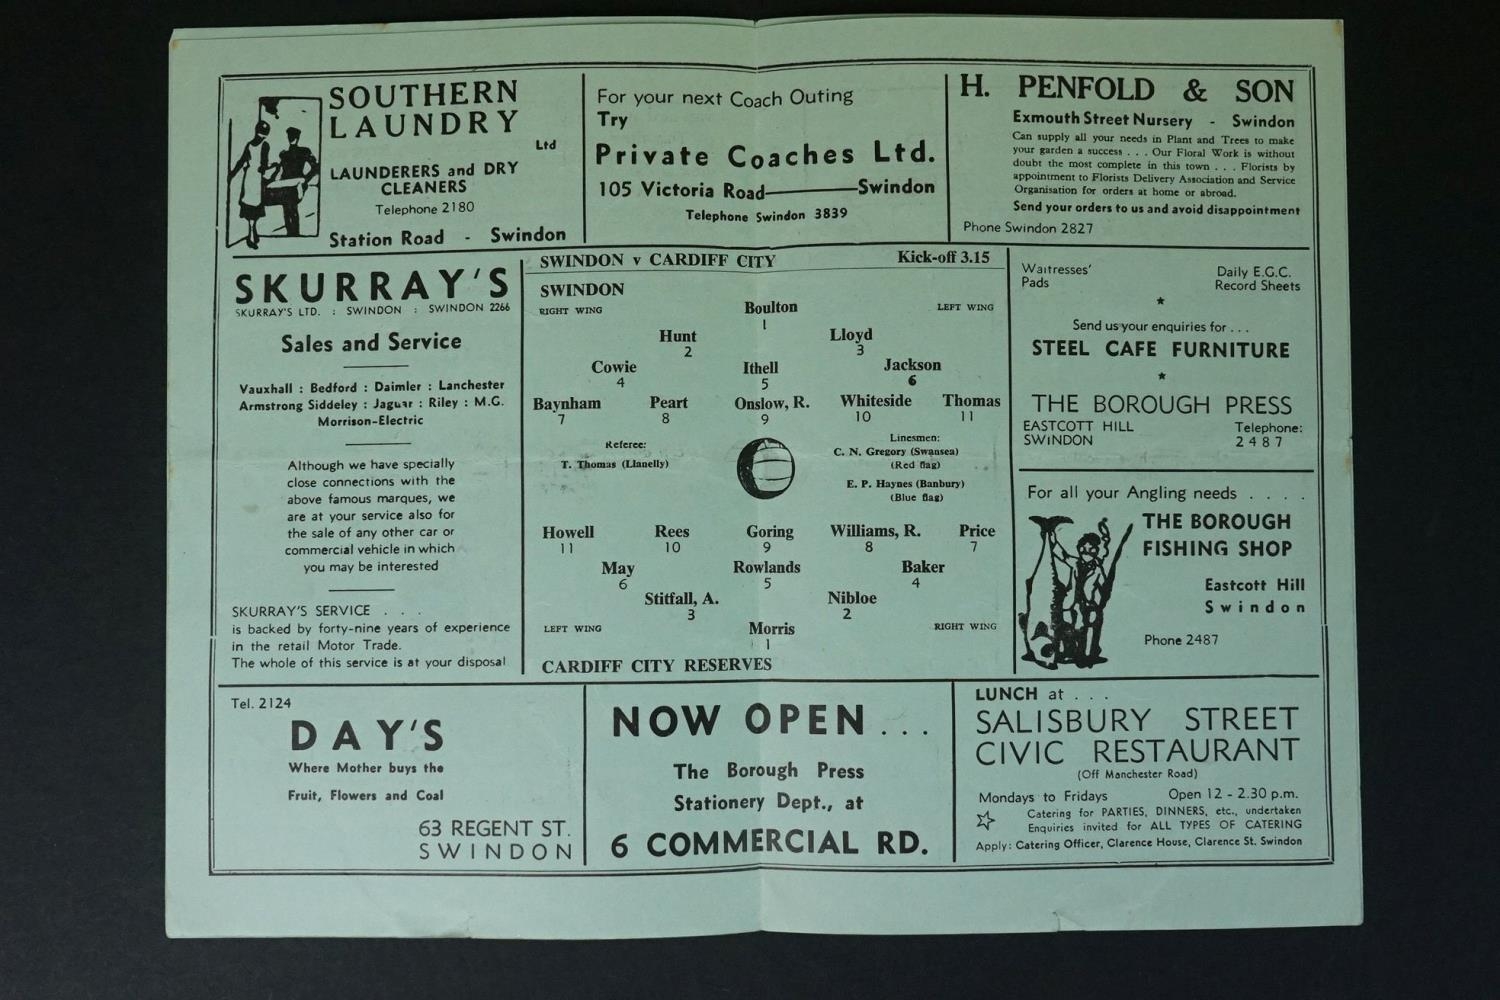 SOUTHERN
LAUNDRY
Ltd
LAUNDERERS and DRY
CLEANERS
Telephone 2180
Station Road - Swindon
For your next Coach Outing
Try
Private Coaches Ltd.
105 Victoria Road———Swindon
Telephone Swindon 3839
H. PENFOLD & SON
Exmouth Street Nursery - Swindon
Can supply all your needs in Plant and Trees to make
your garden a success . . . Our Floral Work is without
doubt the most complete in this town . . . Florists by
appointment to Florists Delivery Association and Service
Organisation for orders at home or abroad.
Send your orders to us and avoid disappointment
Phone Swindon 2827
SKURRAY'S
SKURRAY'S LTD. : SWINDON : SWINDON 2266
Sales and Service
Vauxhall : Bedford : Daimler : Lanchester
Armstrong Siddeley : Jaguar : Riley : M.G.
Morrison-Electric
Although we have specially
close connections with the
above famous marques, we
are at your service also for
the sale of any other car or
commercial vehicle in which
you may be interested
SKURRAY'S SERVICE . . .
is backed by forty-nine years of experience
in the retail Motor Trade.
The whole of this service is at your disposal
SWINDON v CARDIFF CITY Kick-off 3.15
SWINDON
RIGHT WING Boulton LEFT WING
1
Hunt Lloyd
2 3
Cowie Ithell Jackson
4 5 6
Baynham Peart Onslow, R. Whiteside Thomas
7 8 9 10 11
Referee:
T. Thomas (Llanelly)
Linesmen:
C. N. Gregory (Swansea)
(Red flag)
E. P. Haynes (Banbury)
(Blue flag)
Howell Rees Goring Williams, R. Price
11 10 9 8 7
May Rowlands Baker
6 5 4
Stitfall, A. Nibloe
3 2
LEFT WING Morris RIGHT WING
1
CARDIFF CITY RESERVES
Waitresses' Daily E.G.C.
Pads Record Sheets
Send us your enquiries for . . .
STEEL CAFE FURNITURE
THE BOROUGH PRESS
EASTCOTT HILL Telephone:
SWINDON 2487
For all your Angling needs . . . .
THE BOROUGH
FISHING SHOP
Eastcott Hill
Swindon
Phone 2487
Tel. 2124
DAY'S
Where Mother buys the
Fruit, Flowers and Coal
63 REGENT ST.
SWINDON
NOW OPEN . . .
The Borough Press
Stationery Dept., at
6 COMMERCIAL RD.
LUNCH at . . .
SALISBURY STREET
CIVIC RESTAURANT
(Off Manchester Road)
Mondays to Fridays Open 12 - 2.30 p.m.
Catering for PARTIES, DINNERS, etc., undertaken
Enquiries invited for ALL TYPES OF CATERING
Apply: Catering Officer, Clarence House, Clarence St. Swindon